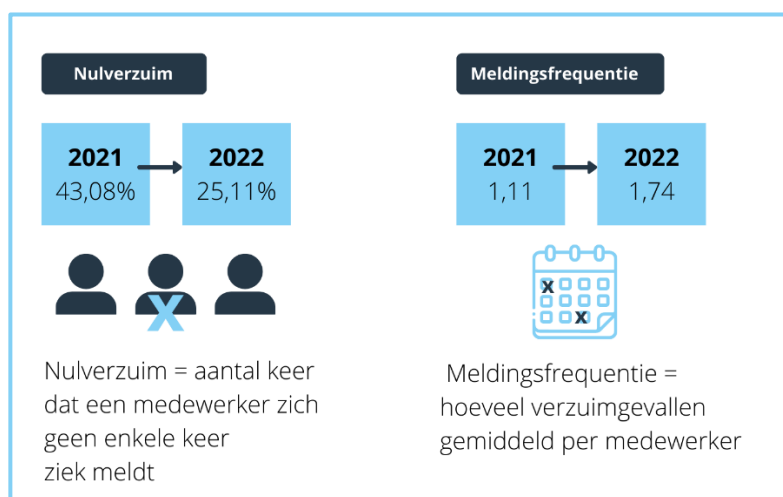 Nulverzuim
2021
43,08%
2022
25,11%
X
Nulverzuim = aantal keer
dat een medewerker zich
geen enkele keer
ziek meldt
Meldingsfrequentie
2021
1,11
2022
1,74
x
x
Meldingsfrequentie =
hoeveel verzuimgevallen
gemiddeld per medewerker